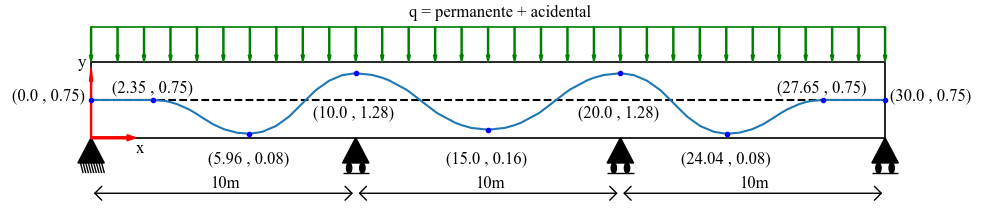 q = permanente + acidental
y
(2.35 , 0.75)
(27.65 , 0.75)
(0.0 , 0.75)
(30.0 , 0.75)
(10.0 , 1.28)
(20.0 , 1.28)
x
(5.96 , 0.08)
(15.0 , 0.16)
(24.04 , 0.08)
10m
10m
10m